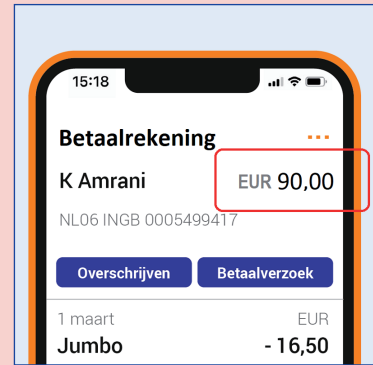 15:18
Betaalrekening
K Amrani EUR 90,00
NL06 INGB 0005499417
Overschrijven Betaalverzoek
1 maart EUR
Jumbo - 16,50